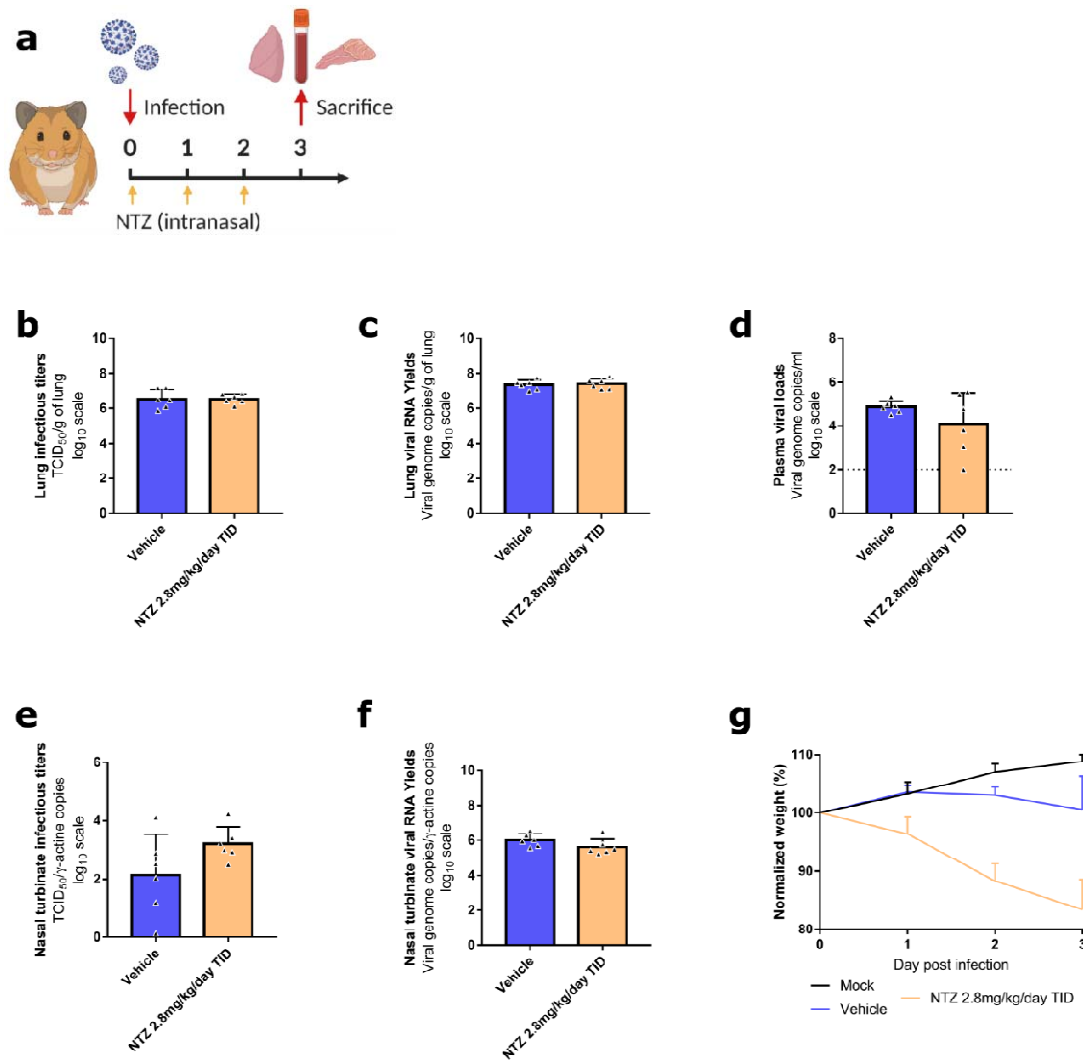 a
Infection
Sacrifice
0 1 2 3
NTZ (intranasal)
b
Lung infectious titers
TCID50/g of lung
log10 scale
10
8
6
4
2
0
Vehicle
NTZ 2.8mg/kg/day TID
c
Lung viral RNA Yields
Viral genome copies/g of lung
log10 scale
10
8
6
4
2
0
Vehicle
NTZ 2.8mg/kg/day TID
d
Plasma viral loads
Viral genome copies/ml
log10 scale
8
6
4
2
0
Vehicle
NTZ 2.8mg/kg/day TID
e
Nasal turbinate infectious titers
TCID50/γ-actine copies
log10 scale
6
4
2
0
Vehicle
NTZ 2.8mg/kg/day TID
f
Nasal turbinate viral RNA Yields
Viral genome copies/γ-actine copies
log10 scale
10
8
6
4
2
0
Vehicle
NTZ 2.8mg/kg/day TID
g
Normalized weight (%)
110
100
90
80
0 1 2 3
Day post infection
Mock
Vehicle
NTZ 2.8mg/kg/day TID